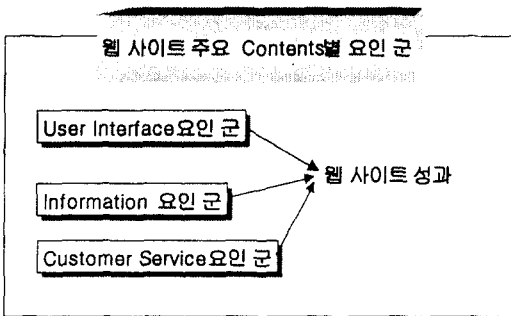 웹 사이트 주요 Contents별 요인 군
User Interface요인 군
웹 사이트 성과
Information 요인 군
Customer Service요인 군